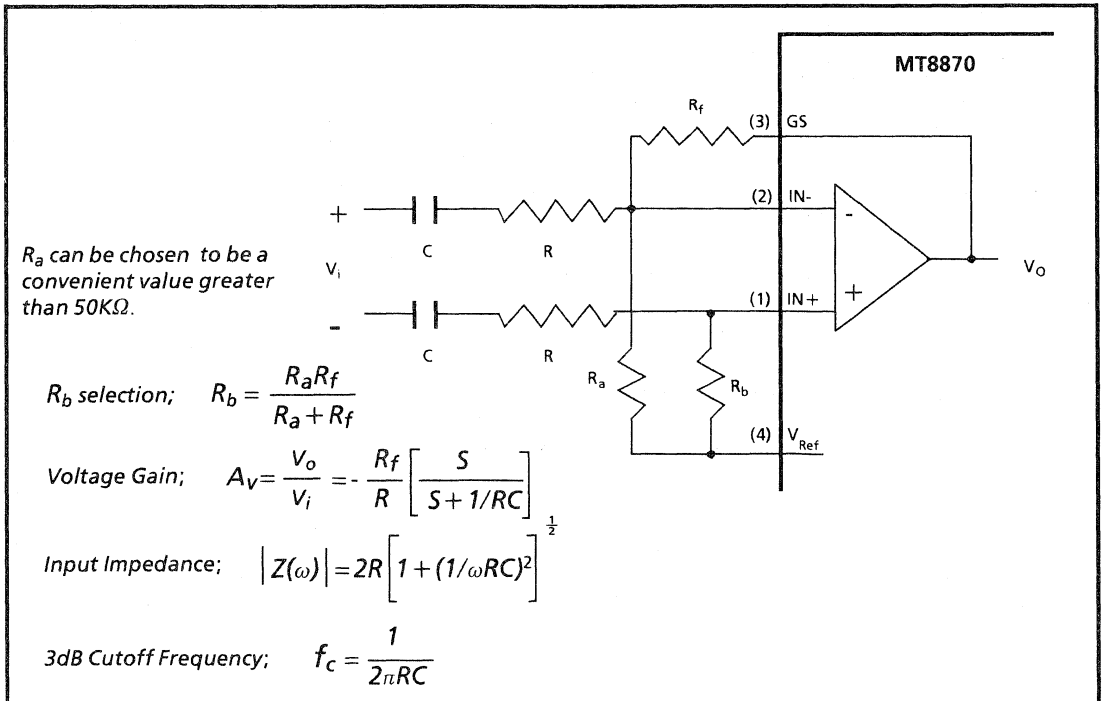 MT8870
R_f
(3) GS
(2) IN-
+
-
C
R
R_a can be chosen to be a
convenient value greater
than 50KΩ.
V_i
V_O
+
(1) IN+
-
C
R
R_a
R_b
R_b selection; R_b = R_aR_f / R_a + R_f
(4) V_Ref
Voltage Gain; A_V = V_o / V_i = - R_f / R [ S / S + 1/RC ]
Input Impedance; |Z(ω)| = 2R [1 + (1/ωRC)²]^½
3dB Cutoff Frequency; f_c = 1 / 2πRC